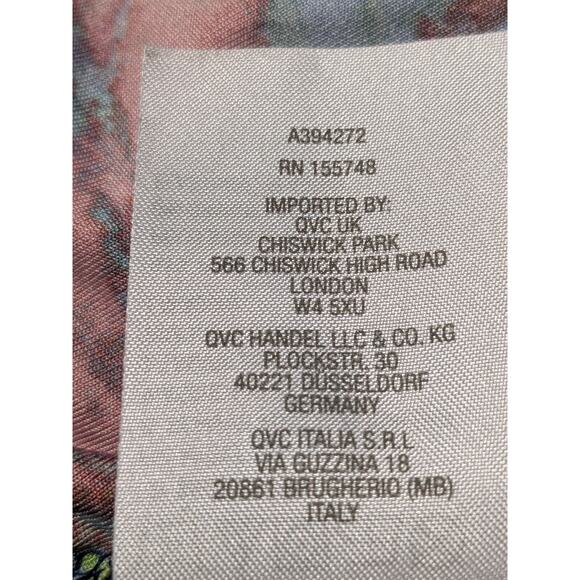 A394272
RN 155748
IMPORTED BY:
QVC UK
CHISWICK PARK
566 CHISWICK HIGH ROAD
LONDON
W4 5XU
QVC HANDEL LLC & CO. KG
PLOCKSTR. 30
40221 DÜSSELDORF
GERMANY
QVC ITALIA S.R.L
VIA GUZZINA 18
20861 BRUGHERIO (MB)
ITALY